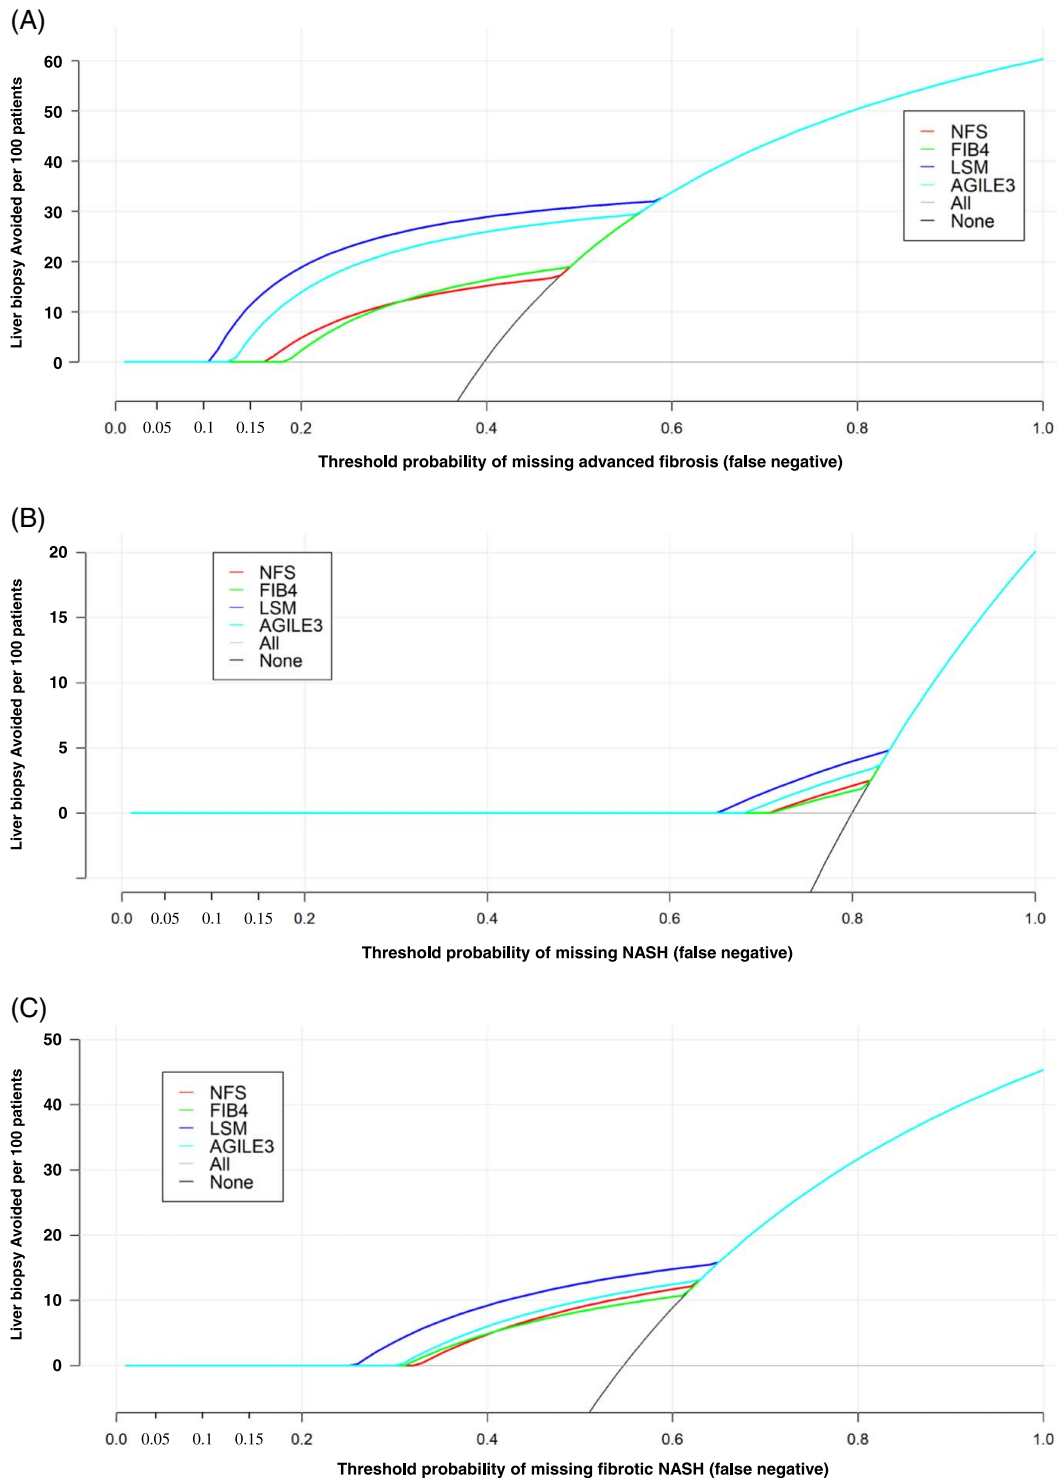 (A)
Liver biopsy Avoided per 100 patients
60
50
40
30
20
10
0
NFS
FIB4
LSM
AGILE3
All
None
0.0 0.05 0.1 0.15 0.2 0.4 0.6 0.8 1.0
Threshold probability of missing advanced fibrosis (false negative)
(B)
Liver biopsy Avoided per 100 patients
20
15
10
5
0
NFS
FIB4
LSM
AGILE3
All
None
0.0 0.05 0.1 0.15 0.2 0.4 0.6 0.8 1.0
Threshold probability of missing NASH (false negative)
(C)
Liver biopsy Avoided per 100 patients
50
40
30
20
10
0
NFS
FIB4
LSM
AGILE3
All
None
0.0 0.05 0.1 0.15 0.2 0.4 0.6 0.8 1.0
Threshold probability of missing fibrotic NASH (false negative)